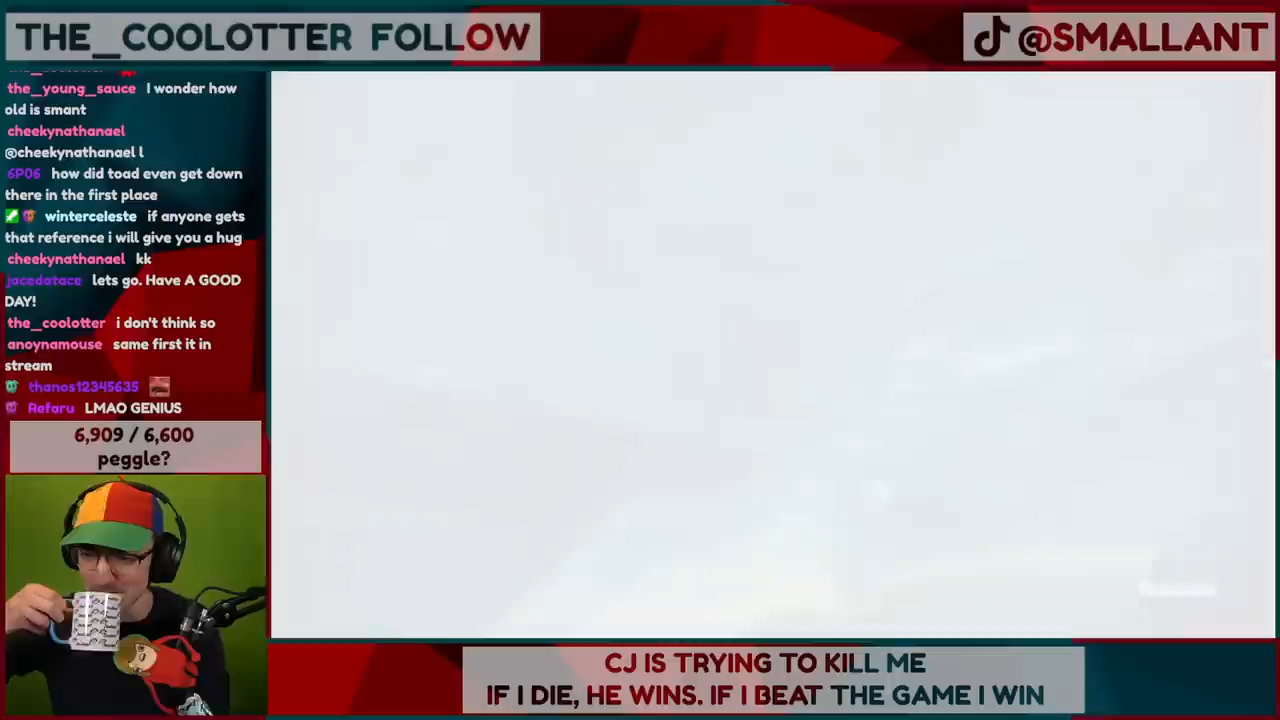 THE_COOLOTTER FOLLOW
@SMALLANT
the_young_sauce I wonder how
old is smant
cheekynathanael
@cheekynathanael l
6P06 how did toad even get down
there in the first place
winterceleste if anyone gets
that reference i will give you a hug
cheekynathanael kk
jacedatace lets go. Have A GOOD
DAY!
the_coolotter i don't think so
anoynamouse same first it in
stream
thanos12345635
Refaru LMAO GENIUS
6,909 / 6,600
peggle?
CJ IS TRYING TO KILL ME
IF I DIE, HE WINS. IF I BEAT THE GAME I WIN